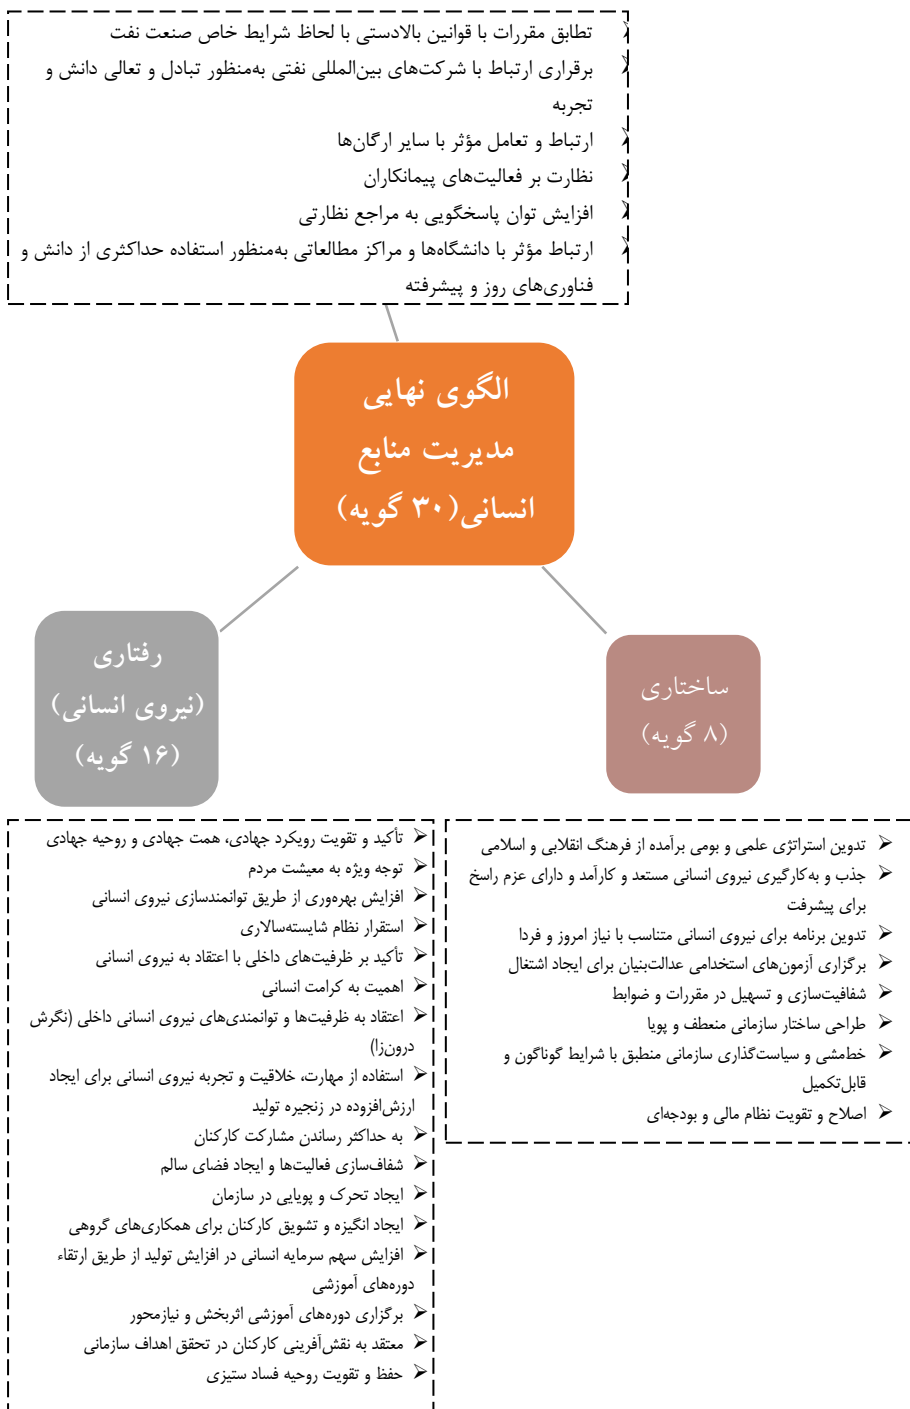 ➢ تطابق مقررات با قوانین بالادستی با لحاظ شرایط خاص صنعت نفت
➢ برقراری ارتباط با شرکت‌های بین‌المللی نفتی به‌منظور تبادل و تعالی دانش و
تجربه
➢ ارتباط و تعامل مؤثر با سایر ارگان‌ها
➢ نظارت بر فعالیت‌های پیمانکاران
➢ افزایش توان پاسخگویی به مراجع نظارتی
➢ ارتباط مؤثر با دانشگاه‌ها و مراکز مطالعاتی به‌منظور استفاده حداکثری از دانش و
فناوری‌های روز و پیشرفته
الگوی نهایی
مدیریت منابع
انسانی(۳۰ گویه)
ساختاری
(۸ گویه)
رفتاری
(نیروی انسانی)
(۱۶ گویه)
➢ تدوین استراتژی علمی و بومی برآمده از فرهنگ انقلابی و اسلامی
➢ جذب و به‌کارگیری نیروی انسانی مستعد و کارآمد و دارای عزم راسخ
برای پیشرفت
➢ تدوین برنامه برای نیروی انسانی متناسب با نیاز امروز و فردا
➢ برگزاری آزمون‌های استخدامی عدالت‌بنیان برای ایجاد اشتغال
➢ شفافیت‌سازی و تسهیل در مقررات و ضوابط
➢ طراحی ساختار سازمانی منعطف و پویا
➢ خط‌مشی و سیاست‌گذاری سازمانی منطبق با شرایط گوناگون و
قابل‌تکمیل
➢ اصلاح و تقویت نظام مالی و بودجه‌ای
➢ تأکید و تقویت رویکرد جهادی، همت جهادی و روحیه جهادی
➢ توجه ویژه به معیشت مردم
➢ افزایش بهره‌وری از طریق توانمندسازی نیروی انسانی
➢ استقرار نظام شایسته‌سالاری
➢ تأکید بر ظرفیت‌های داخلی با اعتقاد به نیروی انسانی
➢ اهمیت به کرامت انسانی
➢ اعتقاد به ظرفیت‌ها و توانمندی‌های نیروی انسانی داخلی (نگرش
درون‌زا)
➢ استفاده از مهارت، خلاقیت و تجربه نیروی انسانی برای ایجاد
ارزش‌افزوده در زنجیره تولید
➢ به حداکثر رساندن مشارکت کارکنان
➢ شفاف‌سازی فعالیت‌ها و ایجاد فضای سالم
➢ ایجاد تحرک و پویایی در سازمان
➢ ایجاد انگیزه و تشویق کارکنان برای همکاری‌های گروهی
➢ افزایش سهم سرمایه انسانی در افزایش تولید از طریق ارتقاء
دوره‌های آموزشی
➢ برگزاری دوره‌های آموزشی اثربخش و نیازمحور
➢ معتقد به نقش‌آفرینی کارکنان در تحقق اهداف سازمانی
➢ حفظ و تقویت روحیه فساد ستیزی